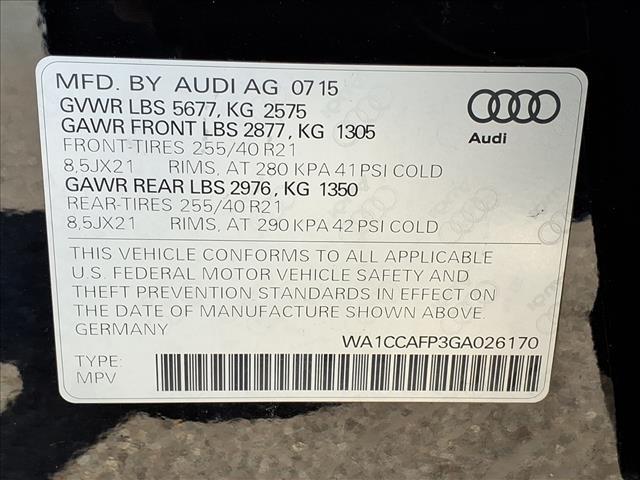 MFD. BY AUDI AG 07 15
GVWR LBS 5677, KG 2575
GAWR FRONT LBS 2877, KG 1305
FRONT-TIRES 255/40 R21
8,5JX21 RIMS, AT 280 KPA 41 PSI COLD
GAWR REAR LBS 2976, KG 1350
REAR-TIRES 255/40 R21
8,5JX21 RIMS, AT 290 KPA 42 PSI COLD
Audi
THIS VEHICLE CONFORMS TO ALL APPLICABLE
U.S. FEDERAL MOTOR VEHICLE SAFETY AND
THEFT PREVENTION STANDARDS IN EFFECT ON
THE DATE OF MANUFACTURE SHOWN ABOVE.
GERMANY
WA1CCAFP3GA026170
TYPE:
MPV